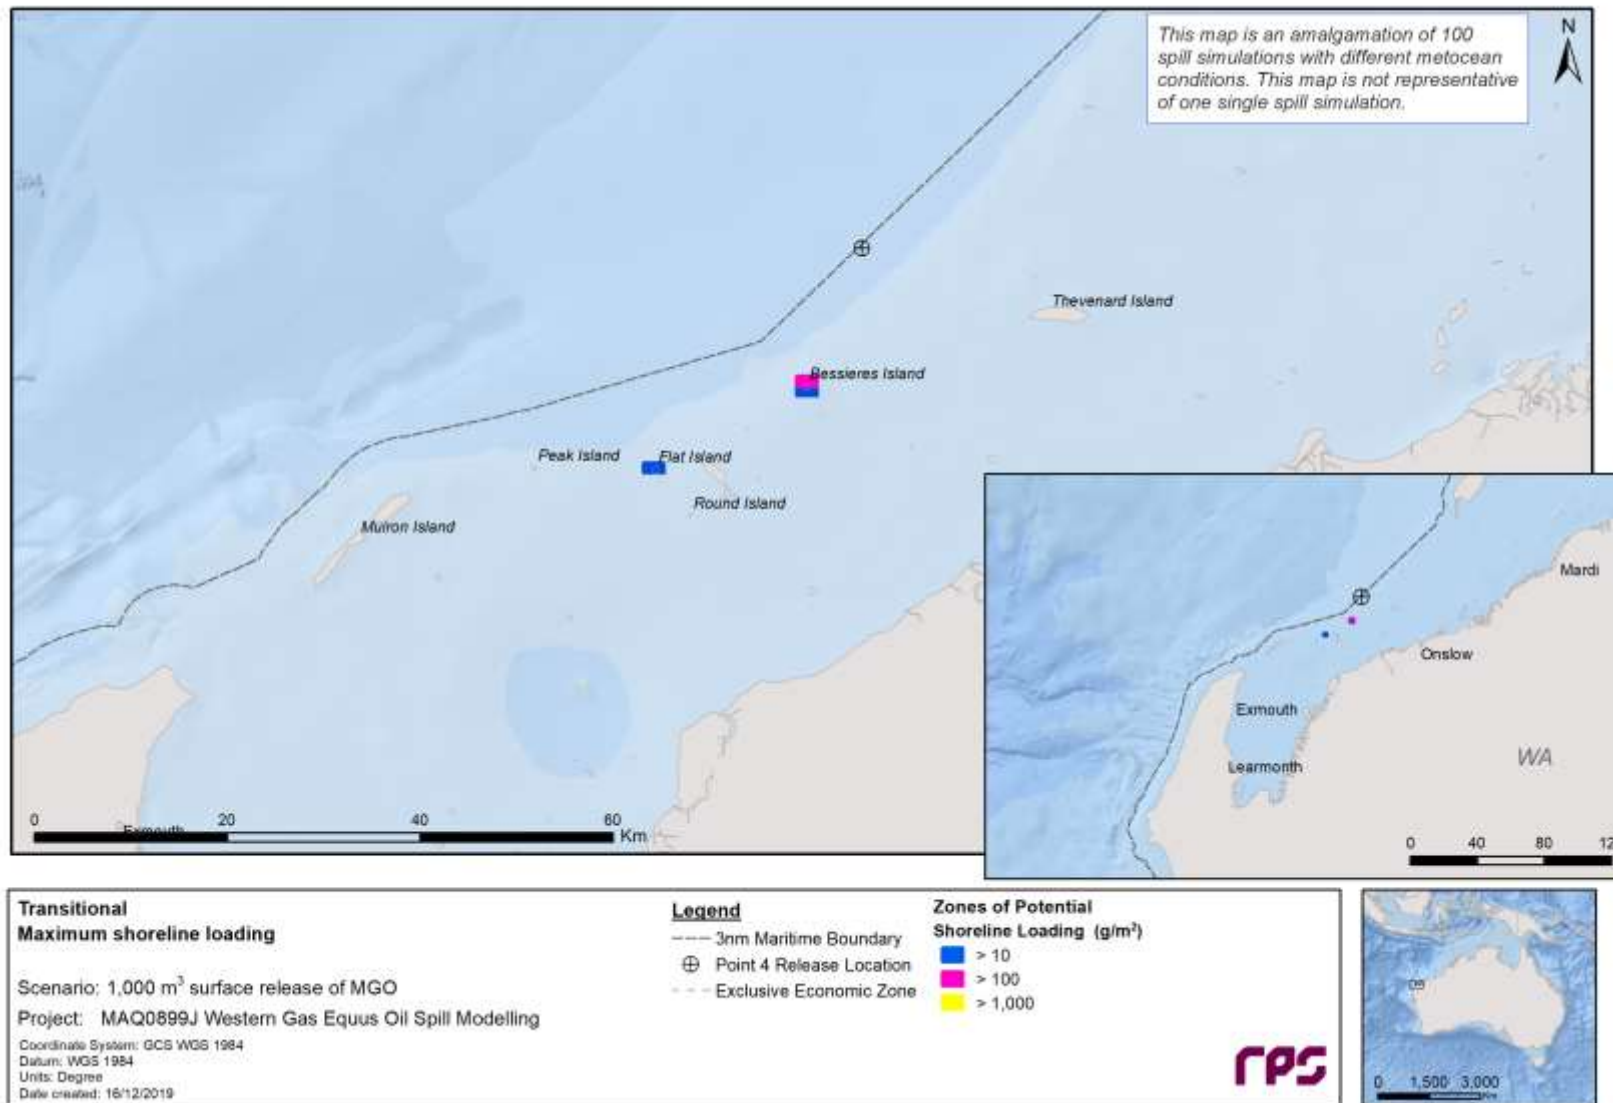 This map is an amalgamation of 100
spill simulations with different metocean
conditions. This map is not representative
of one single spill simulation.
N
Thevenard Island
Bessieres Island
Peak Island
Flat Island
Round Island
Muiron Island
Mardi
Onslow
Exmouth
WA
Learmonth
0 20 40 60 Km
Exmouth
0 40 80
Transitional
Maximum shoreline loading
Scenario: 1,000 m³ surface release of MGO
Project: MAQ0899J Western Gas Equus Oil Spill Modelling
Coordinate System: GCS WGS 1984
Datum: WGS 1984
Units: Degree
Date created: 16/12/2019
Legend
3nm Maritime Boundary
Point 4 Release Location
Exclusive Economic Zone
Zones of Potential
Shoreline Loading (g/m²)
> 10
> 100
> 1,000
rps
0 1,500 3,000
Km